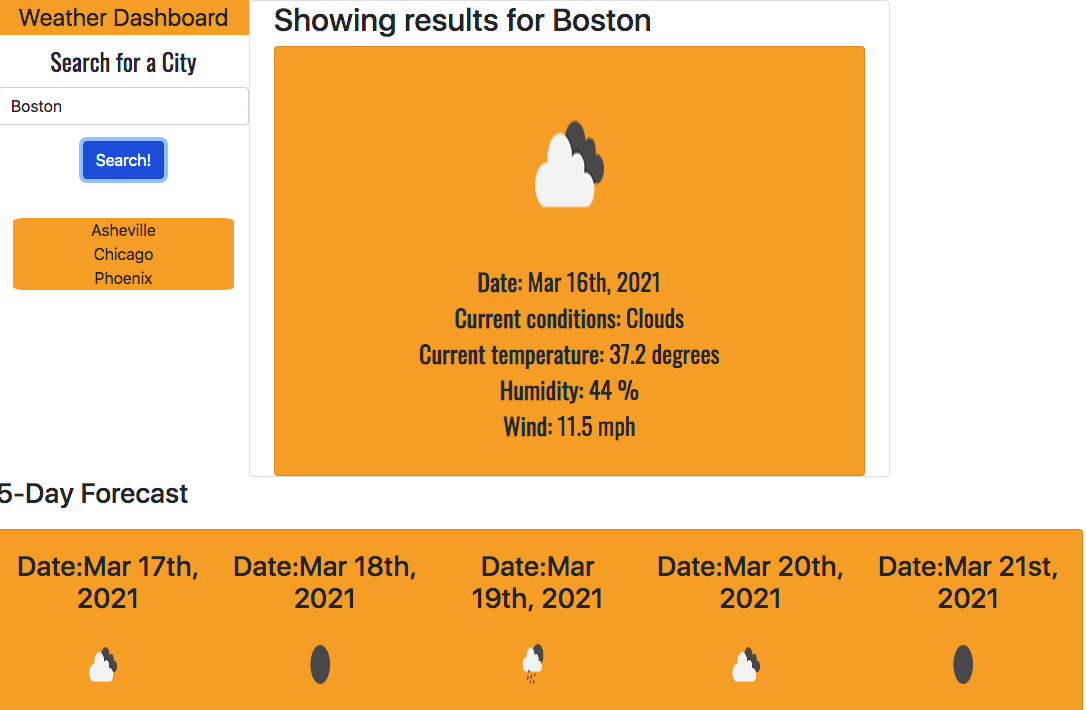 Weather Dashboard
Search for a City
Boston
Search!
Asheville
Chicago
Phoenix
Showing results for Boston
Date: Mar 16th, 2021
Current conditions: Clouds
Current temperature: 37.2 degrees
Humidity: 44 %
Wind: 11.5 mph
5-Day Forecast
Date:Mar 17th,
2021
Date:Mar 18th,
2021
Date:Mar
19th, 2021
Date:Mar 20th,
2021
Date:Mar 21st,
2021